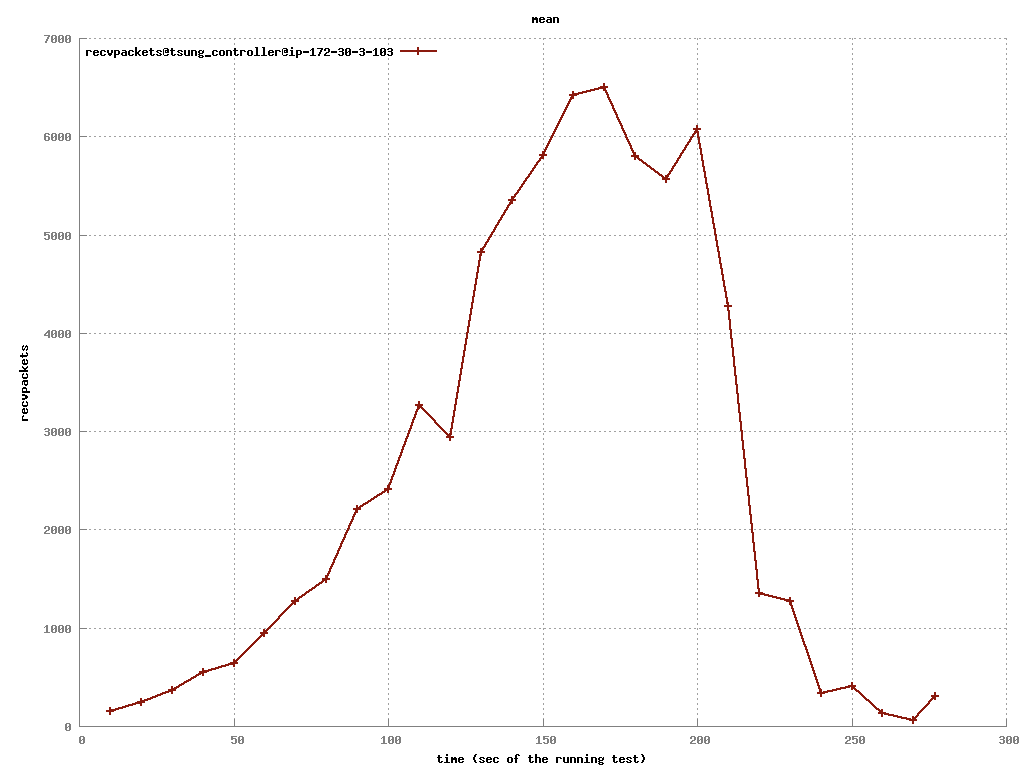 mean
7000
recvpackets@tsung_controller@ip-172-30-3-103
6000
5000
4000
recvpackets
3000
2000
1000
0
0 50 100 150 200 250 300
time (sec of the running test)